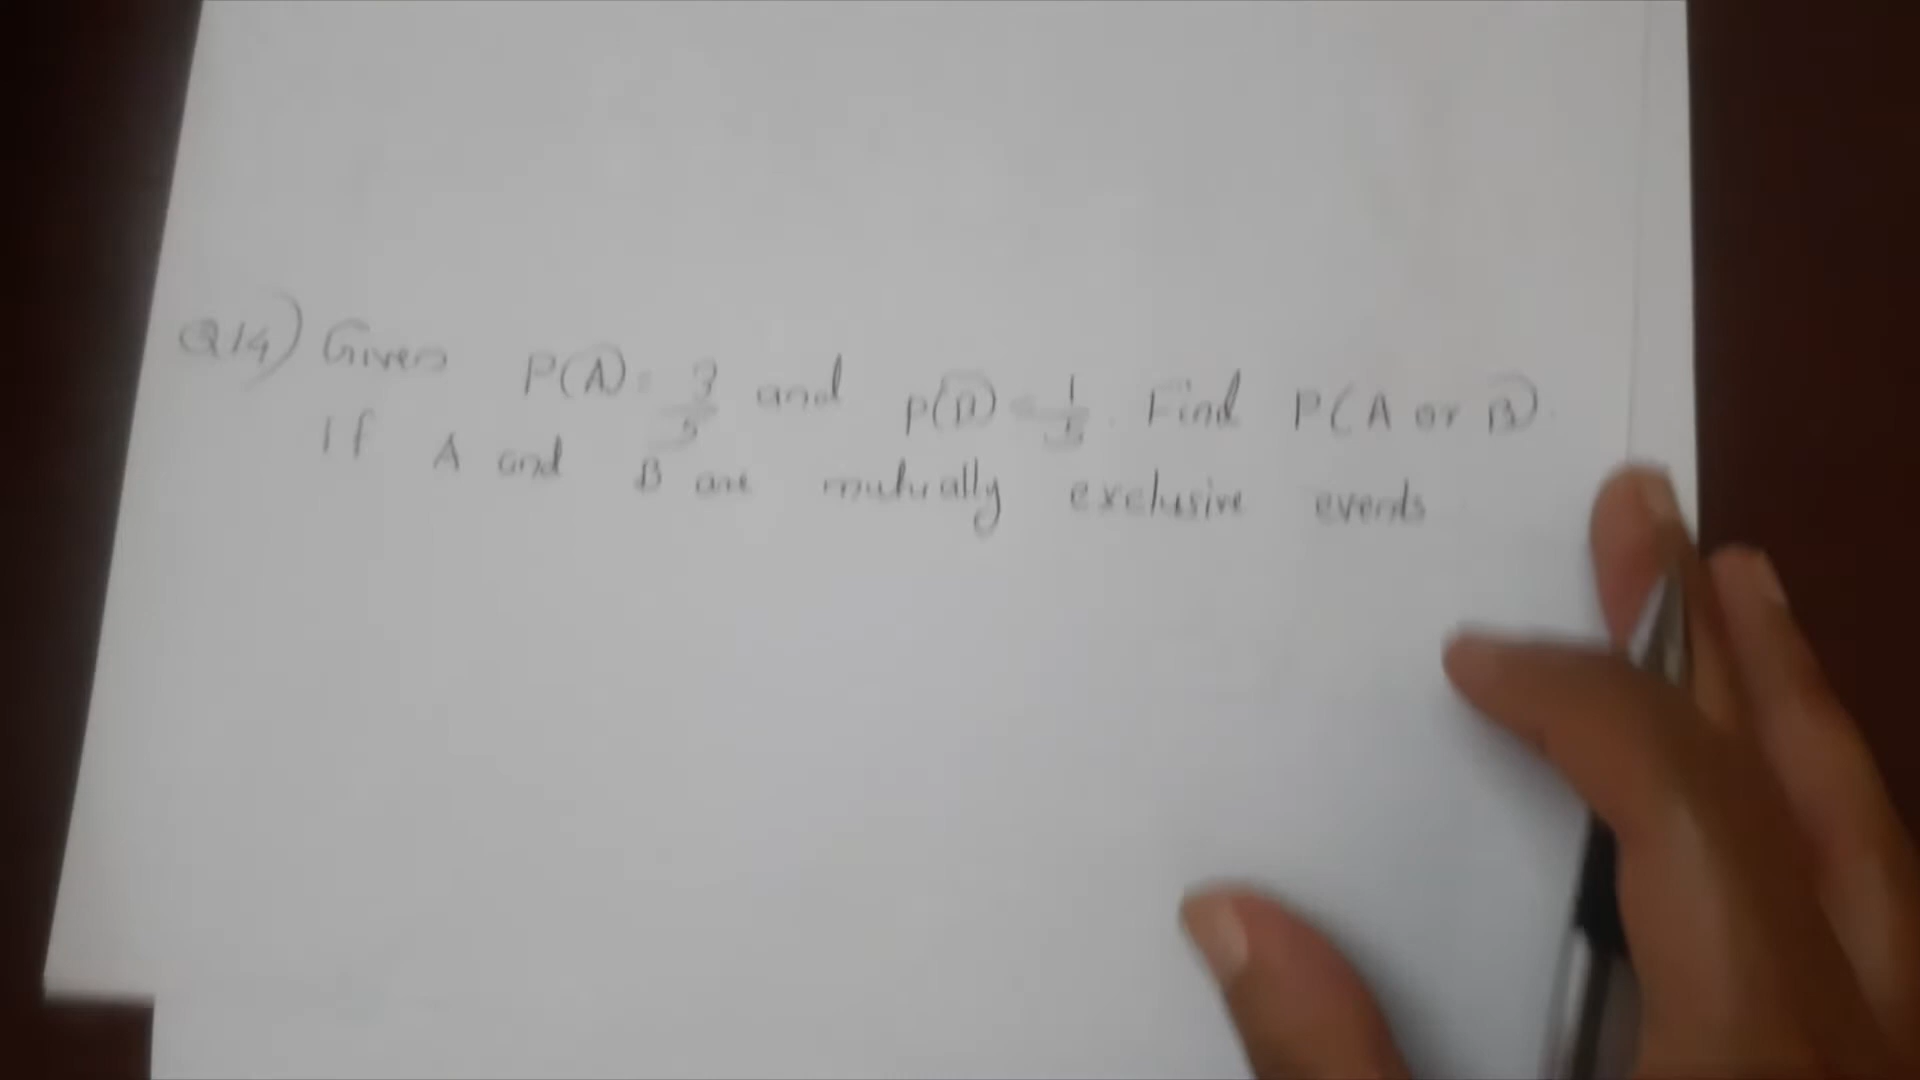 Q14) Given P(A) = 3/5 and P(B) = 1/5. Find P(A or B).
If A and B are mutually exclusive events